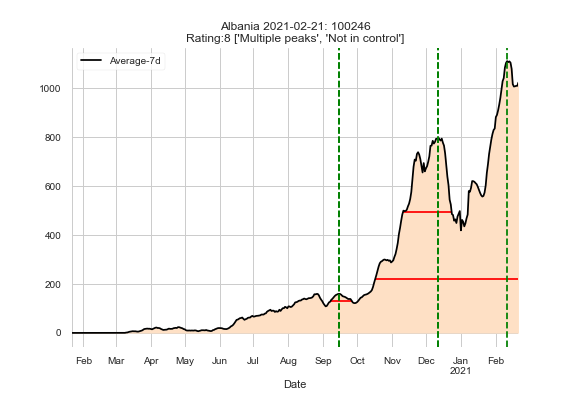 Albania 2021-02-21: 100246
Rating:8 ['Multiple peaks', 'Not in control']
Average-7d
1000
800
600
400
200
0
Feb Mar Apr May Jun Jul Aug Sep Oct Nov Dec Jan Feb
2021
Date